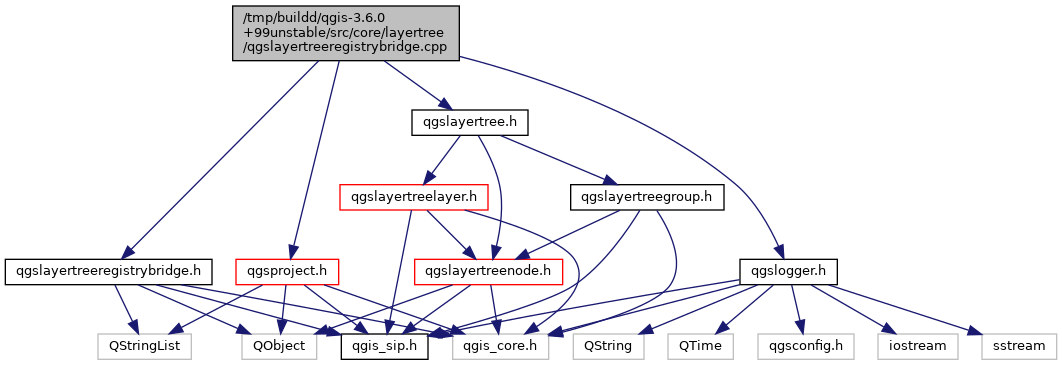 /tmp/buildd/qgis-3.6.0
+99unstable/src/core/layertree
/qgslayertreeregistrybridge.cpp
qgslayertree.h
qgslayertreelayer.h
qgslayertreegroup.h
qgslayertreeregistrybridge.h
qgsproject.h
qgslayertreenode.h
qgslogger.h
QStringList
QObject
qgis_sip.h
qgis_core.h
QString
QTime
qgsconfig.h
iostream
sstream